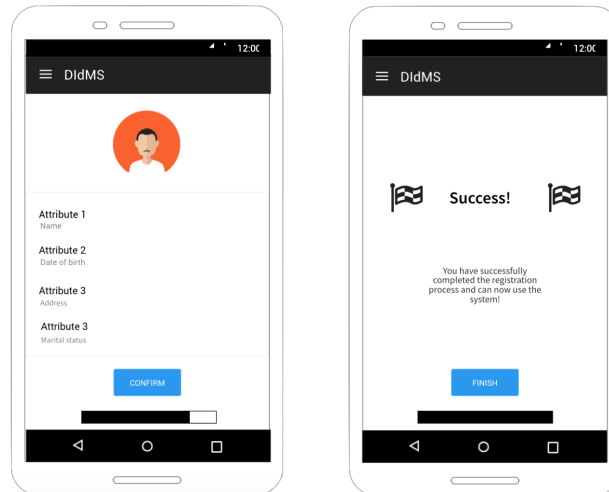 12:00
DIdMS
Attribute 1
Name
Attribute 2
Date of birth
Attribute 3
Address
Attribute 3
Marital status
CONFIRM
12:00
DIdMS
Success!
You have successfully
completed the registration
process and can now use the
system!
FINISH